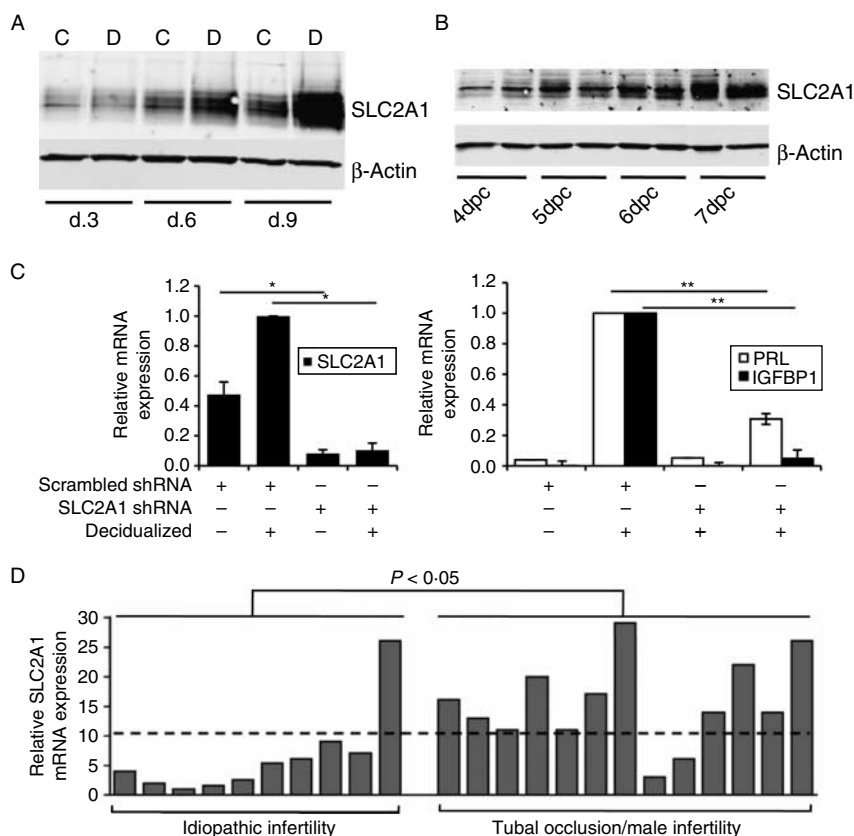 A
C D C D C D
SLC2A1
β-Actin
d.3 d.6 d.9
B
SLC2A1
β-Actin
4dpc 5dpc 6dpc 7dpc
C
Relative mRNA
expression
1.2
1.0
0.8
0.6
0.4
0.2
0.0
*
*
SLC2A1
Relative mRNA
expression
1.2
1.0
0.8
0.6
0.4
0.2
0.0
**
**
PRL
IGFBP1
Scrambled shRNA + + – – + + – –
SLC2A1 shRNA – – + + – – + +
Decidualized – + – + – + + +
D
P < 0·05
Relative SLC2A1
mRNA expression
30
25
20
15
10
5
0
Idiopathic infertility
Tubal occlusion/male infertility